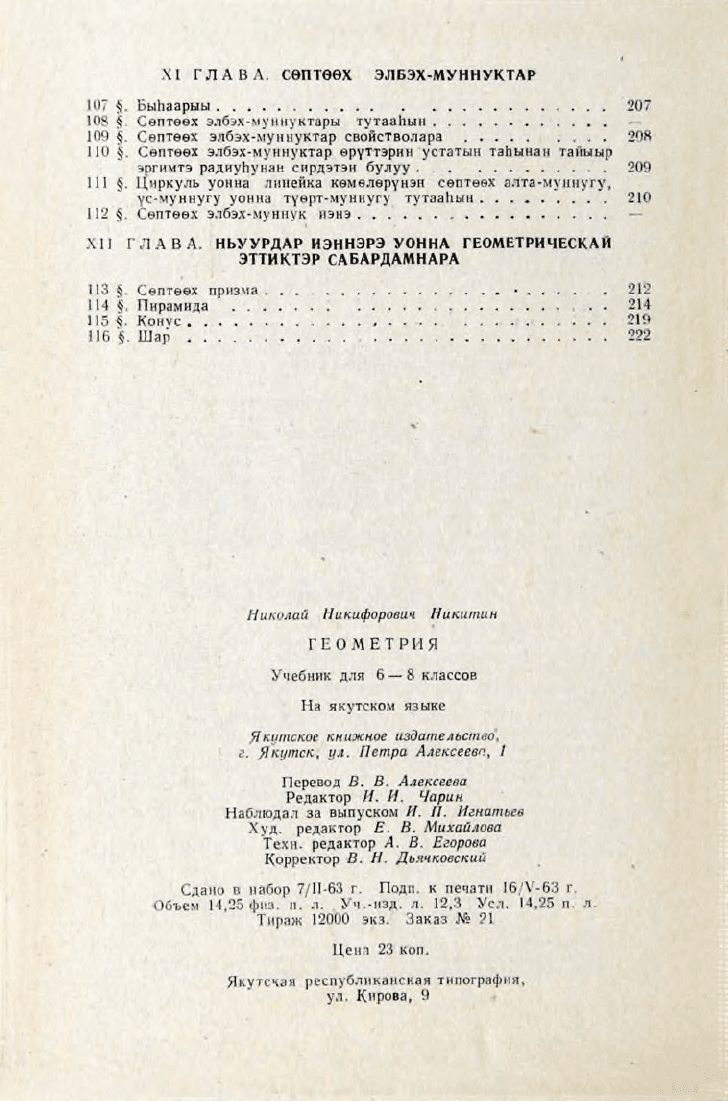 XI ГЛАВА. СӨПТӨӨХ ЭЛБЭХ-МУННУКТАР
107 §. Быһаарыы . . . . . . . . . . . . . . . . . . . . . . . . 207
108 §. Сөптөөх элбэх-муннуктары тутааһын . . . . . . . . . . . . —
109 §. Сөптөөх элбэх-муннуктар свойстволара . . . . . . . . . . 208
110 §. Сөптөөх элбэх-муннуктар өрүттэрин устатын таһынан тайыыр
эргимтэ радиуһунан сирдэтэн булуу . . . . . . . . . . . . 209
111 §. Циркуль уонна линейка көмөлөрүнэн сөптөөх алта-муннугу,
үс-муннугу уонна түөрт-муннугу тутааһын . . . . . . . . . 210
112 §. Сөптөөх элбэх-муннук иэнэ . . . . . . . . . . . . . . . . —
XII ГЛАВА. НЬУУРДАР ИЭННЭРЭ УОННА ГЕОМЕТРИЧЕСКАЙ
ЭТТИКТЭР САБАРДАМНАРА
113 §. Сөптөөх призма . . . . . . . . . . . . . . . . . . . . . 212
114 §. Пирамида . . . . . . . . . . . . . . . . . . . . . . . . 214
115 §. Конус . . . . . . . . . . . . . . . . . . . . . . . . . . 219
116 §. Шар . . . . . . . . . . . . . . . . . . . . . . . . . . . 222
Николай Никифорович Никитин
ГЕОМЕТРИЯ
Учебник для 6 — 8 классов
На якутском языке
Якутское книжное издательство,
г. Якутск, ул. Петра Алексеева, 1
Перевод В. В. Алексеева
Редактор И. И. Чарин
Наблюдал за выпуском И. П. Игнатьев
Худ. редактор Е. В. Михайлова
Техн. редактор А. В. Егорова
Корректор В. Н. Дьячковский
Сдано в набор 7/II-63 г. Подп. к печати 16/V-63 г.
Объем 14,25 физ. п. л. Уч.-изд. л. 12,3 Усл. 14,25 п. л.
Тираж 12000 экз. Заказ № 21
Цена 23 коп.
Якутская республиканская типография,
ул. Кирова, 9